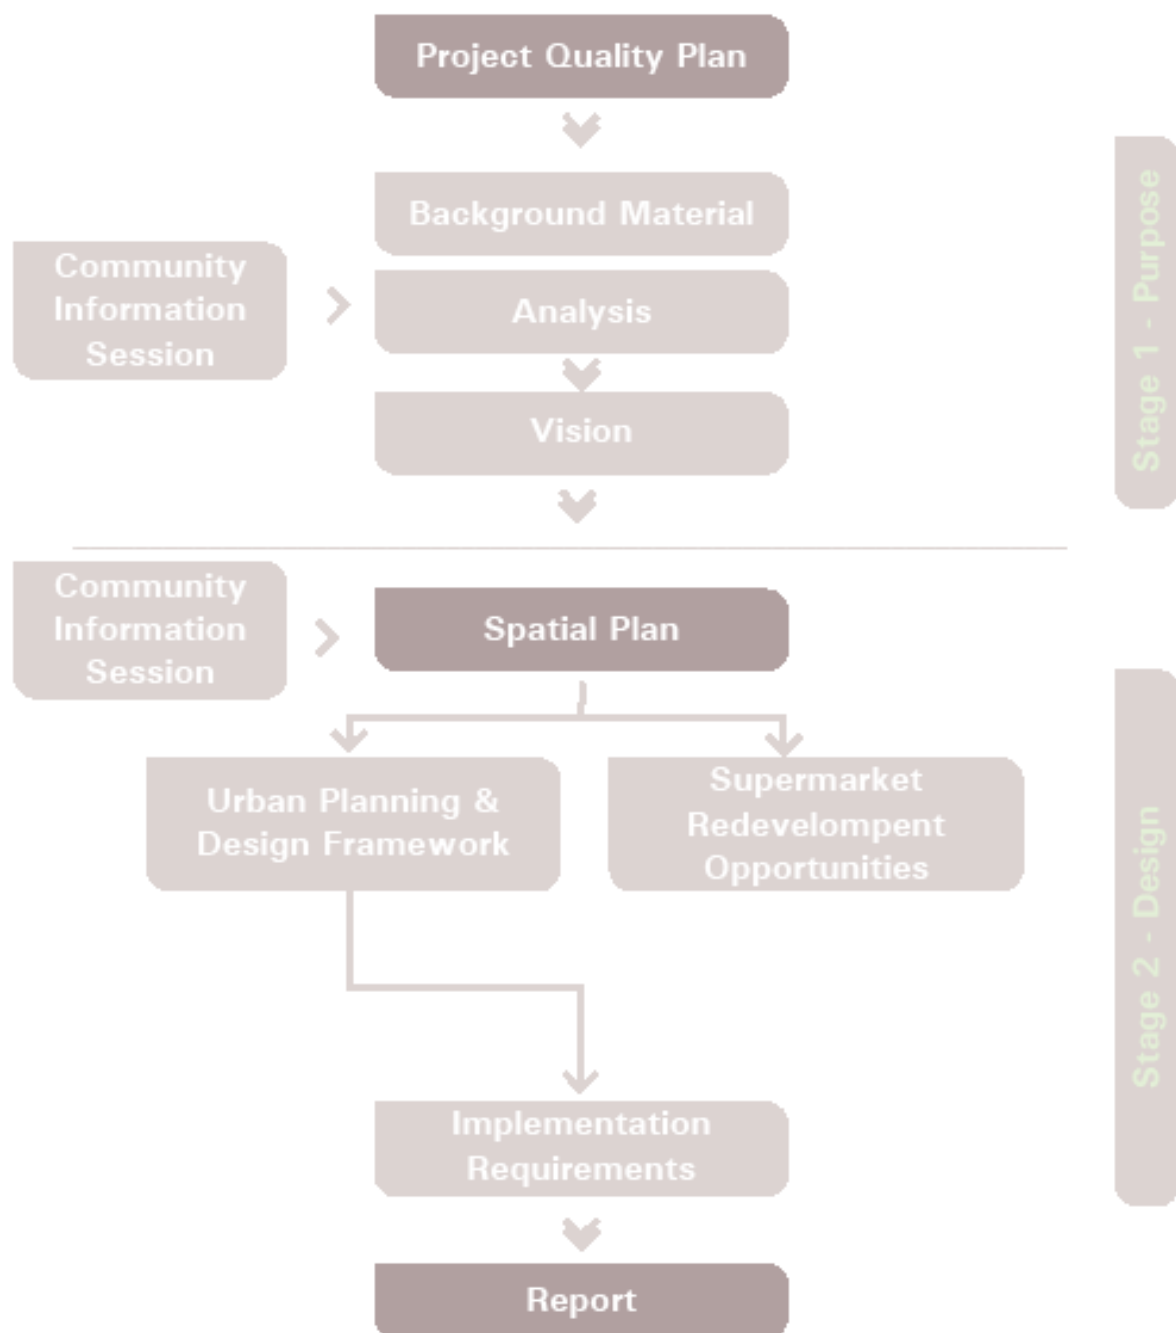 Project Quality Plan
Background Material
Community
Information
Session
Analysis
Vision
Stage 1 - Purpose
Community
Information
Session
Spatial Plan
Urban Planning &
Design Framework
Supermarket
Redevelompent
Opportunities
Stage 2 - Design
Implementation
Requirements
Report